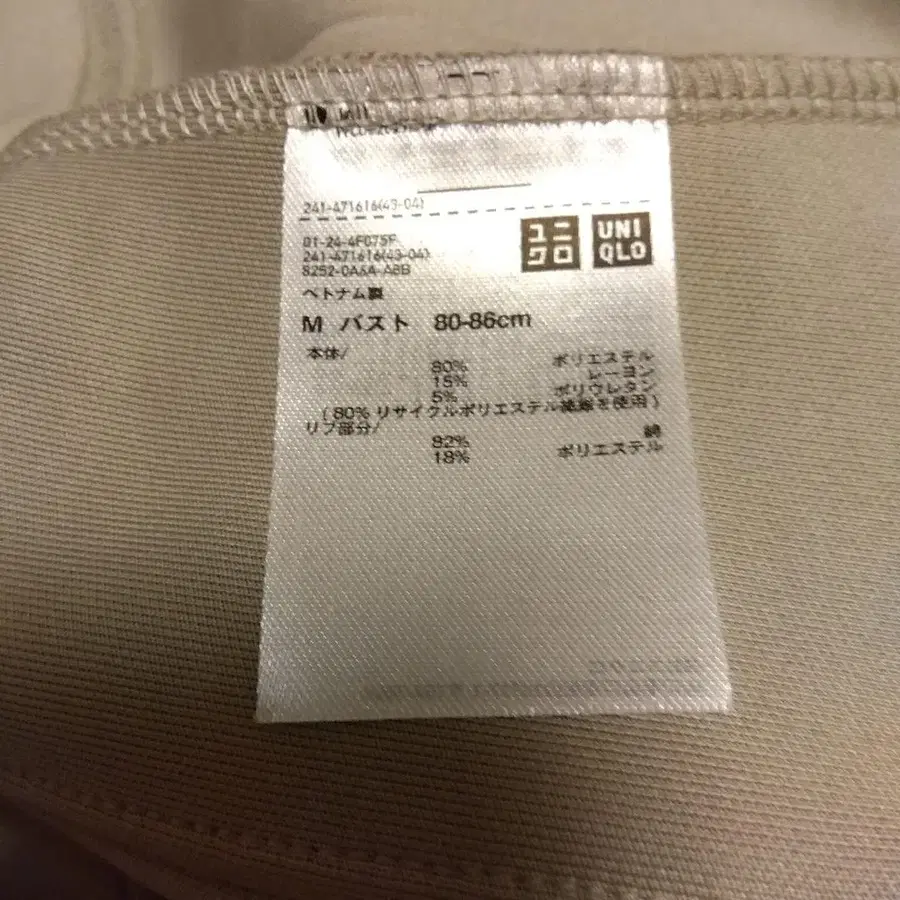 241-471616(43-04)
ユニ
クロ
UNI
QLO
01-24-4F075F
241-471616(43-04)
ベトナム製
M バスト 80-86cm
本体/
80% ポリエステル
15% レーヨン
5% ポリウレタン
(80%リサイクルポリエステル繊維を使用)
リブ部分/
82% 綿
18% ポリエステル